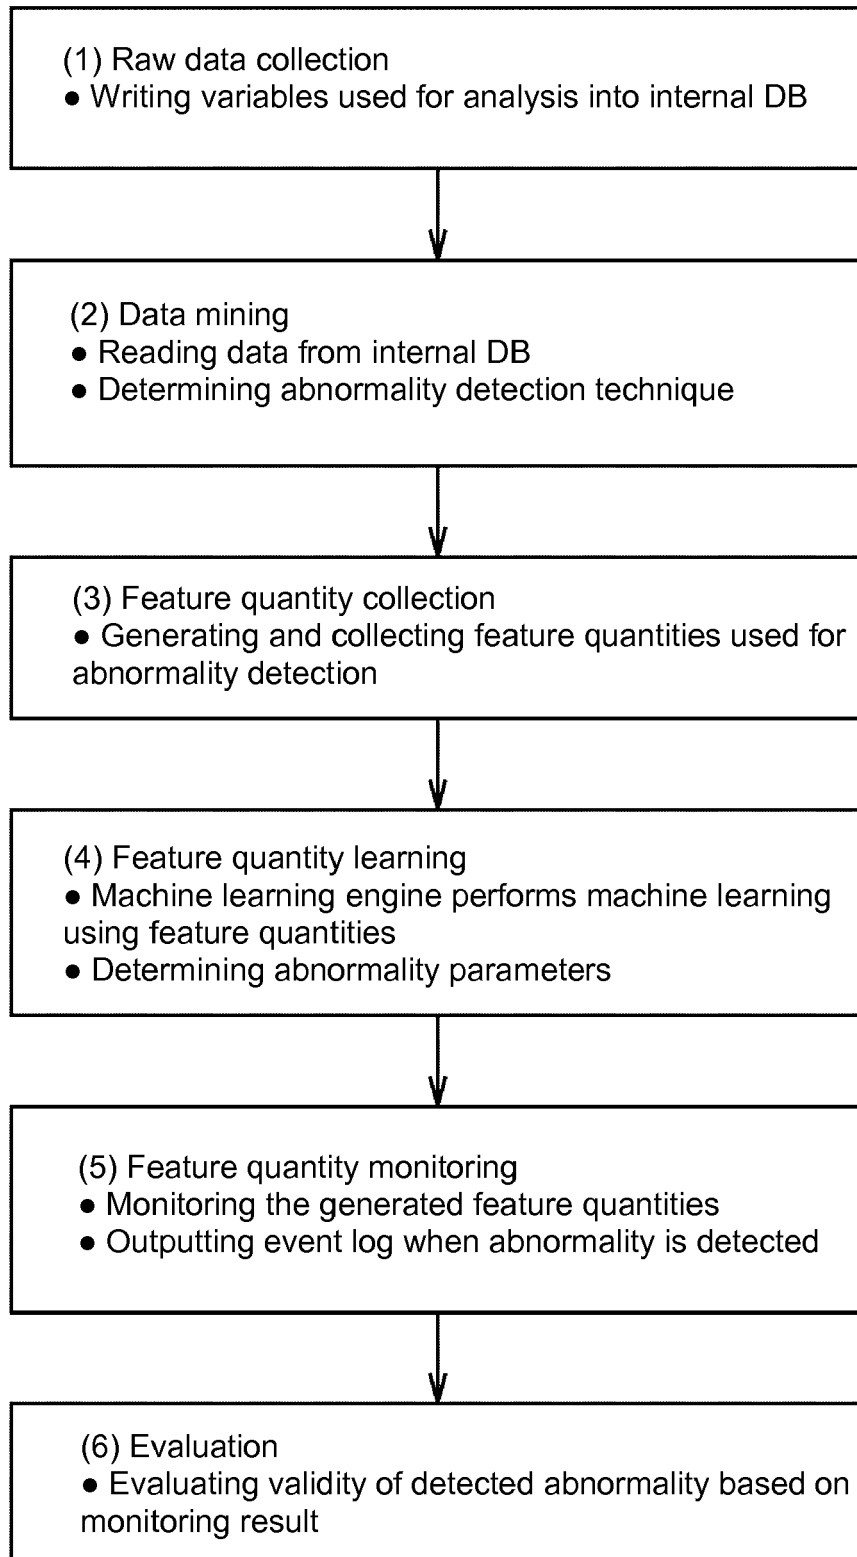 (1) Raw data collection
● Writing variables used for analysis into internal DB
(2) Data mining
● Reading data from internal DB
● Determining abnormality detection technique
(3) Feature quantity collection
● Generating and collecting feature quantities used for
abnormality detection
(4) Feature quantity learning
● Machine learning engine performs machine learning
using feature quantities
● Determining abnormality parameters
(5) Feature quantity monitoring
● Monitoring the generated feature quantities
● Outputting event log when abnormality is detected
(6) Evaluation
● Evaluating validity of detected abnormality based on
monitoring result